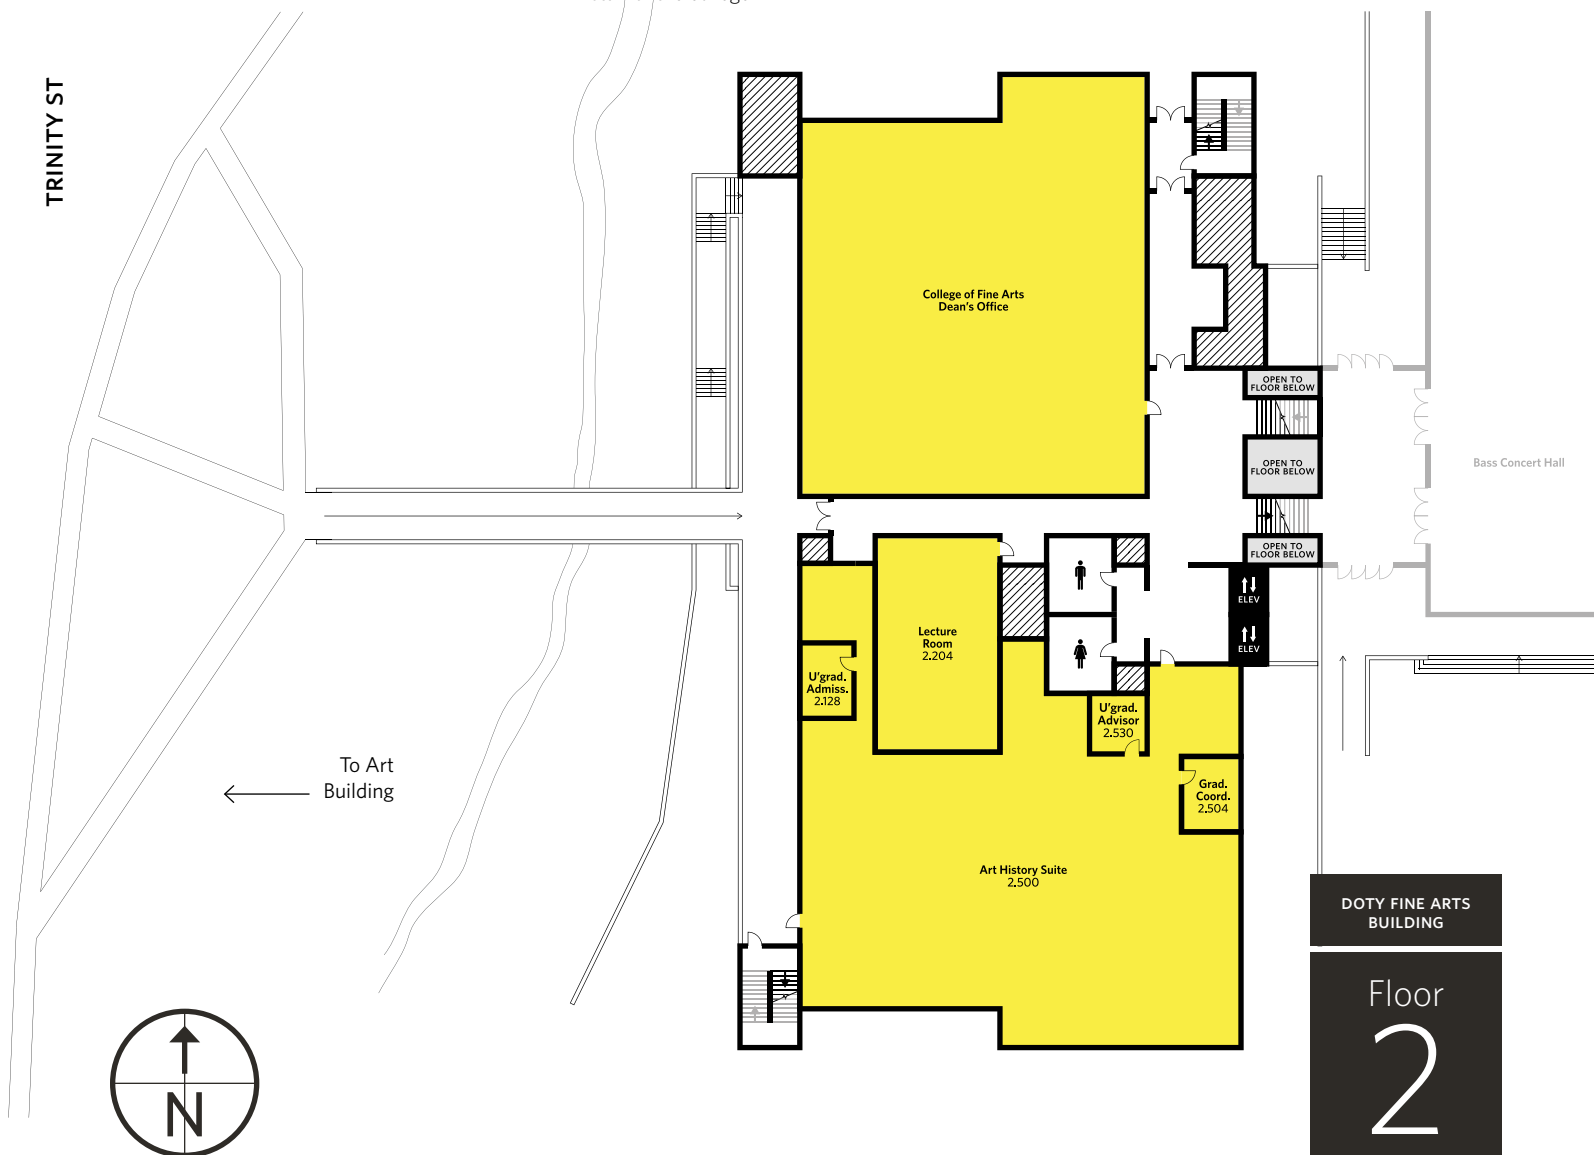 TRINITY ST
College of Fine Arts
Dean's Office
OPEN TO
FLOOR BELOW
OPEN TO
FLOOR BELOW
Bass Concert Hall
OPEN TO
FLOOR BELOW
ELEV
ELEV
Lecture
Room
2.204
U'grad.
Admiss.
2.128
U'grad.
Advisor
2.530
Grad.
Coord.
2.504
To Art
Building
Art History Suite
2.500
DOTY FINE ARTS
BUILDING
Floor
2
N